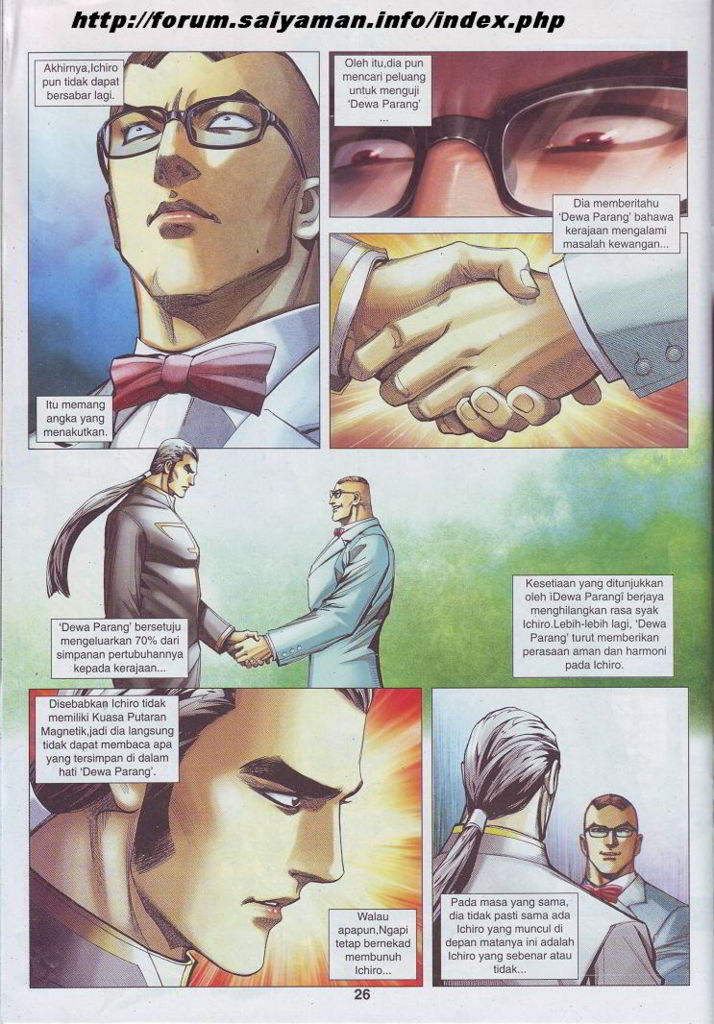 http://forum.saiyaman.info/index.php
Akhirnya,Ichiro
pun tidak dapat
bersabar lagi.
Itu memang
angka yang
menakutkan.
Oleh itu,dia pun
mencari peluang
untuk menguji
‘Dewa Parang’
...
Dia memberitahu
‘Dewa Parang’ bahawa
kerajaan mengalami
masalah kewangan...
‘Dewa Parang’ bersetuju
mengeluarkan 70% dari
simpanan pertubuhannya
kepada kerajaan...
Kesetiaan yang ditunjukkan
oleh ìDewa Parangî berjaya
menghilangkan rasa syak
Ichiro.Lebih-lebih lagi, ‘Dewa
Parang’ turut memberikan
perasaan aman dan harmoni
pada Ichiro.
Disebabkan Ichiro tidak
memiliki Kuasa Putaran
Magnetik,jadi dia langsung
tidak dapat membaca apa
yang tersimpan di dalam
hati ‘Dewa Parang’.
Walau
apapun,Ngapi
tetap bernekad
membunuh
Ichiro...
Pada masa yang sama,
dia tidak pasti sama ada
Ichiro yang muncul di
depan matanya ini adalah
Ichiro yang sebenar atau
tidak...
26